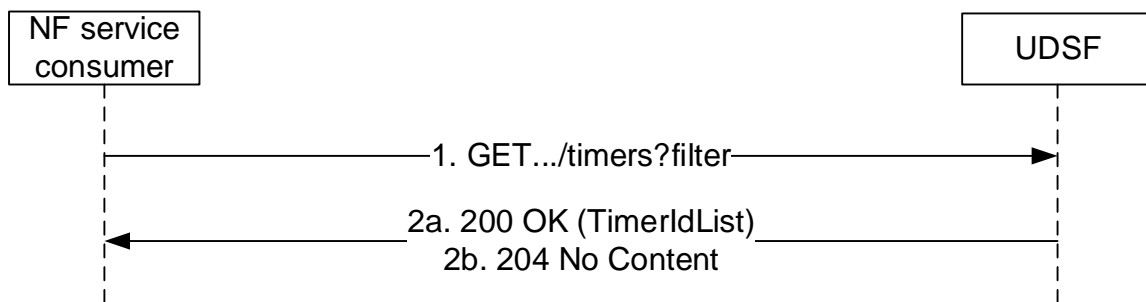 NF service
consumer
UDSF
1. GET.../timers?filter
2a. 200 OK (TimerIdList)
2b. 204 No Content